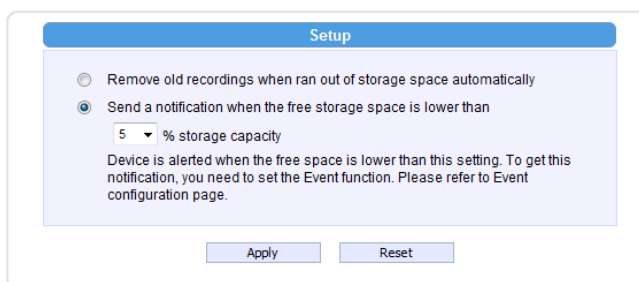 Setup
Remove old recordings when ran out of storage space automatically
Send a notification when the free storage space is lower than
5 % storage capacity
Device is alerted when the free space is lower than this setting. To get this
notification, you need to set the Event function. Please refer to Event
configuration page.
Apply Reset